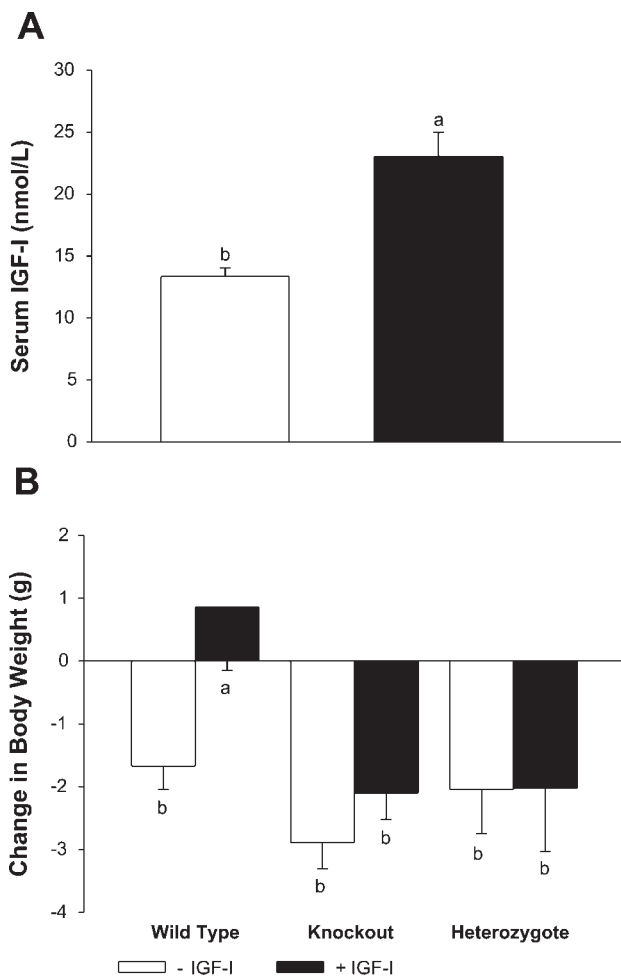 A
30
25
20
15
10
5
0
Serum IGF-I (nmol/L)
b
a
B
2
1
0
-1
-2
-3
-4
Change in Body Weight (g)
b
a
b
b
b
b
Wild Type Knockout Heterozygote
- IGF-I + IGF-I